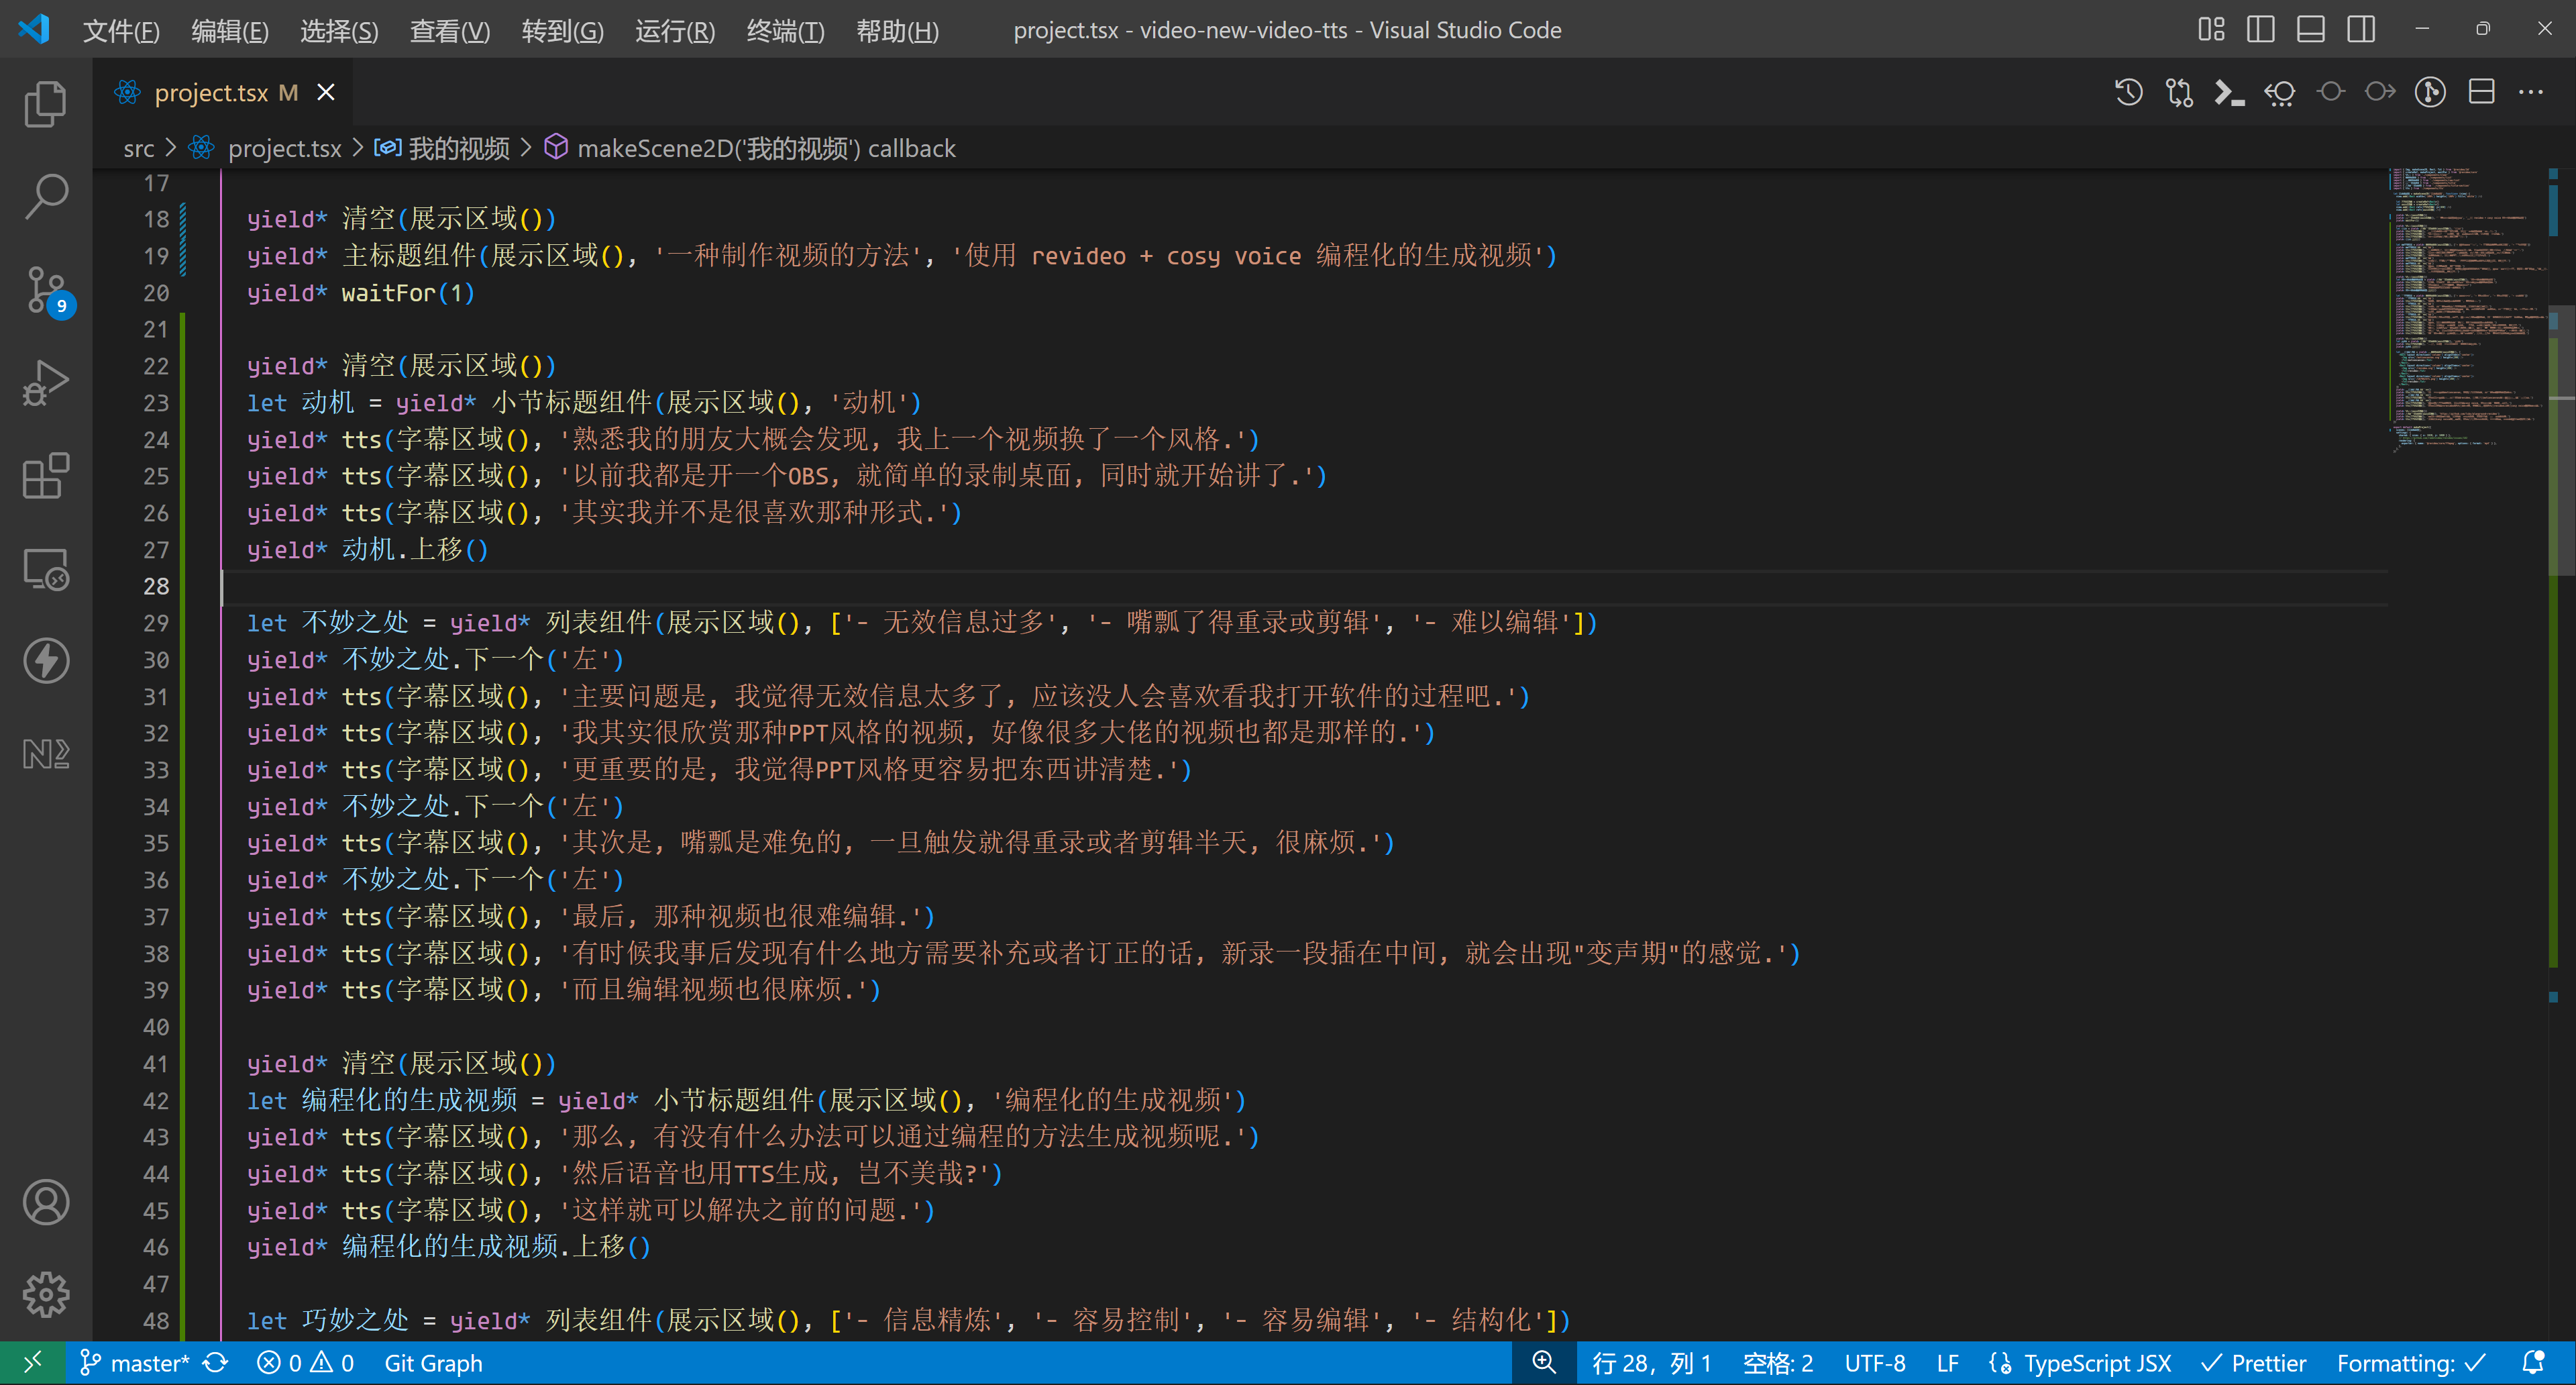 文件(F) 编辑(E) 选择(S) 查看(V) 转到(G) 运行(R) 终端(T) 帮助(H) project.tsx - video-new-video-tts - Visual Studio Code
project.tsx M
src > project.tsx > 我的视频 > makeScene2D('我的视频') callback
17
18 yield* 清空(展示区域())
19 yield* 主标题组件(展示区域(), '一种制作视频的方法', '使用 revideo + cosy voice 编程化的生成视频')
20 yield* waitFor(1)
21
22 yield* 清空(展示区域())
23 let 动机 = yield* 小节标题组件(展示区域(), '动机')
24 yield* tts(字幕区域(), '熟悉我的朋友大概会发现, 我上一个视频换了一个风格.')
25 yield* tts(字幕区域(), '以前我都是开一个OBS, 就简单的录制桌面, 同时就开始讲了.')
26 yield* tts(字幕区域(), '其实我并不是很喜欢那种形式.')
27 yield* 动机.上移()
28
29 let 不妙之处 = yield* 列表组件(展示区域(), ['- 无效信息过多', '- 嘴瓢了得重录或剪辑', '- 难以编辑'])
30 yield* 不妙之处.下一个('左')
31 yield* tts(字幕区域(), '主要问题是, 我觉得无效信息太多了, 应该没人会喜欢看我打开软件的过程吧.')
32 yield* tts(字幕区域(), '我其实很欣赏那种PPT风格的视频, 好像很多大佬的视频也都是那样的.')
33 yield* tts(字幕区域(), '更重要的是, 我觉得PPT风格更容易把东西讲清楚.')
34 yield* 不妙之处.下一个('左')
35 yield* tts(字幕区域(), '其次是, 嘴瓢是难免的, 一旦触发就得重录或者剪辑半天, 很麻烦.')
36 yield* 不妙之处.下一个('左')
37 yield* tts(字幕区域(), '最后, 那种视频也很难编辑.')
38 yield* tts(字幕区域(), '有时候我事后发现有什么地方需要补充或者订正的话, 新录一段插在中间, 就会出现"变声期"的感觉.')
39 yield* tts(字幕区域(), '而且编辑视频也很麻烦.')
40
41 yield* 清空(展示区域())
42 let 编程化的生成视频 = yield* 小节标题组件(展示区域(), '编程化的生成视频')
43 yield* tts(字幕区域(), '那么, 有没有什么办法可以通过编程的方法生成视频呢.')
44 yield* tts(字幕区域(), '然后语音也用TTS生成, 岂不美哉?')
45 yield* tts(字幕区域(), '这样就可以解决之前的问题.')
46 yield* 编程化的生成视频.上移()
47
48 let 巧妙之处 = yield* 列表组件(展示区域(), ['- 信息精炼', '- 容易控制', '- 容易编辑', '- 结构化'])
9
master* 0 0 Git Graph 行 28, 列 1 空格: 2 UTF-8 LF TypeScript JSX Prettier Formatting: ✓